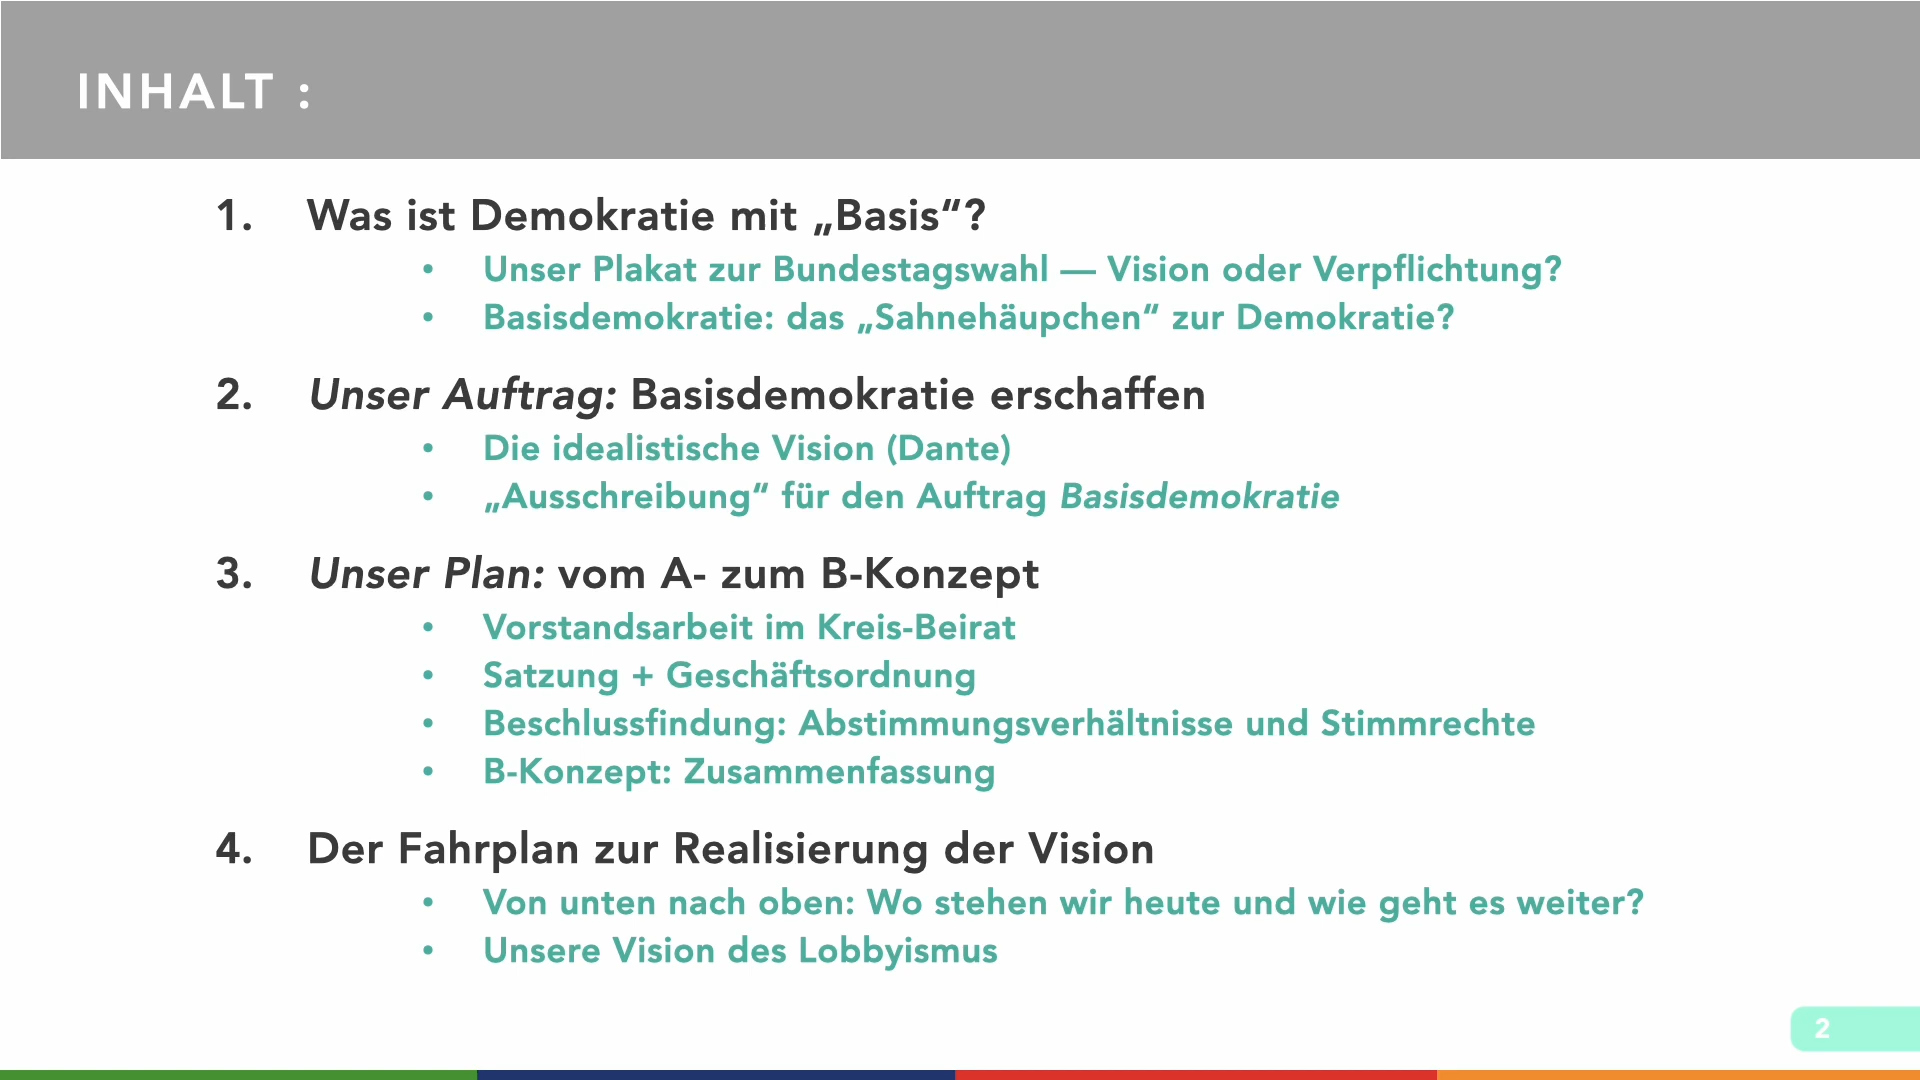 INHALT :
1. Was ist Demokratie mit „Basis“?
• Unser Plakat zur Bundestagswahl — Vision oder Verpflichtung?
• Basisdemokratie: das „Sahnehäupchen“ zur Demokratie?
2. Unser Auftrag: Basisdemokratie erschaffen
• Die idealistische Vision (Dante)
• „Ausschreibung“ für den Auftrag Basisdemokratie
3. Unser Plan: vom A- zum B-Konzept
• Vorstandsarbeit im Kreis-Beirat
• Satzung + Geschäftsordnung
• Beschlussfindung: Abstimmungsverhältnisse und Stimmrechte
• B-Konzept: Zusammenfassung
4. Der Fahrplan zur Realisierung der Vision
• Von unten nach oben: Wo stehen wir heute und wie geht es weiter?
• Unsere Vision des Lobbyismus
2